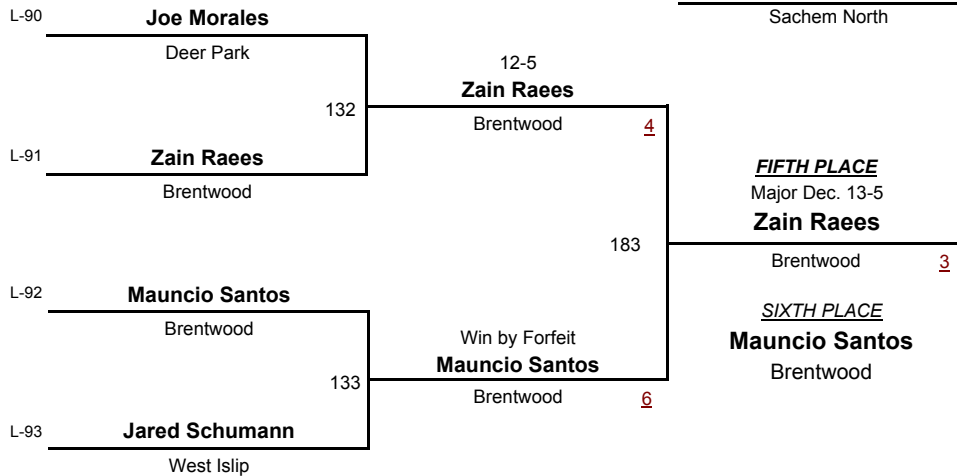 Sachem North
L-90
Joe Morales
Deer Park
12-5
Zain Raees
132
Brentwood
4
L-91
Zain Raees
Brentwood
FIFTH PLACE
Major Dec. 13-5
Zain Raees
183
Brentwood
3
L-92
Mauncio Santos
Brentwood
SIXTH PLACE
Mauncio Santos
Brentwood
Win by Forfeit
Mauncio Santos
133
Brentwood
6
L-93
Jared Schumann
West Islip